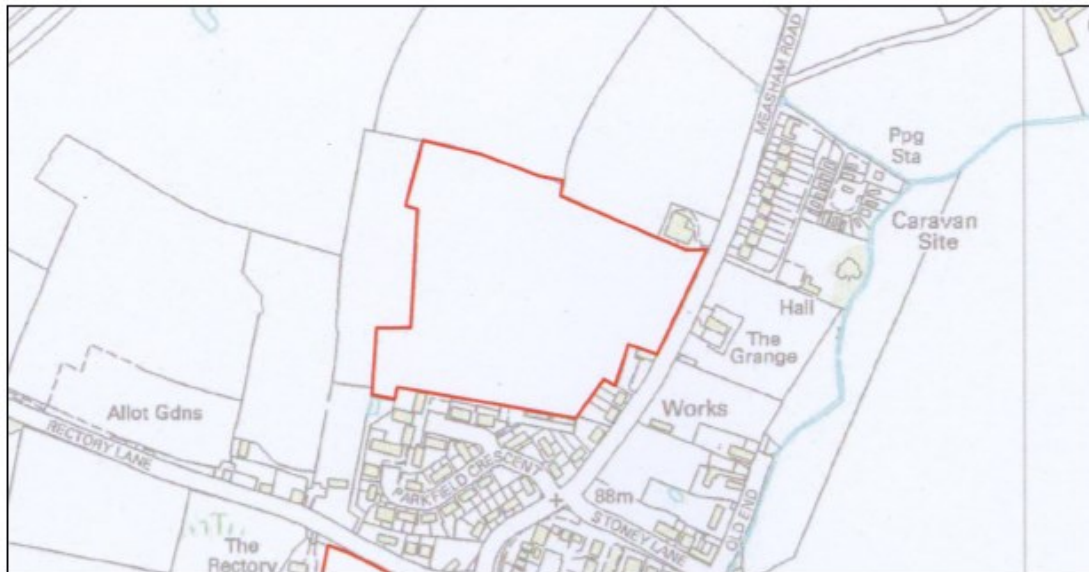 MEASHAM ROAD
Ppg
Sta
Caravan
Site
Hall
The
Grange
Works
Allot Gdns
RECTORY LANE
PARKFIELD CRESCENT
88m
STONEY LANE
OLD END
The
Rectory